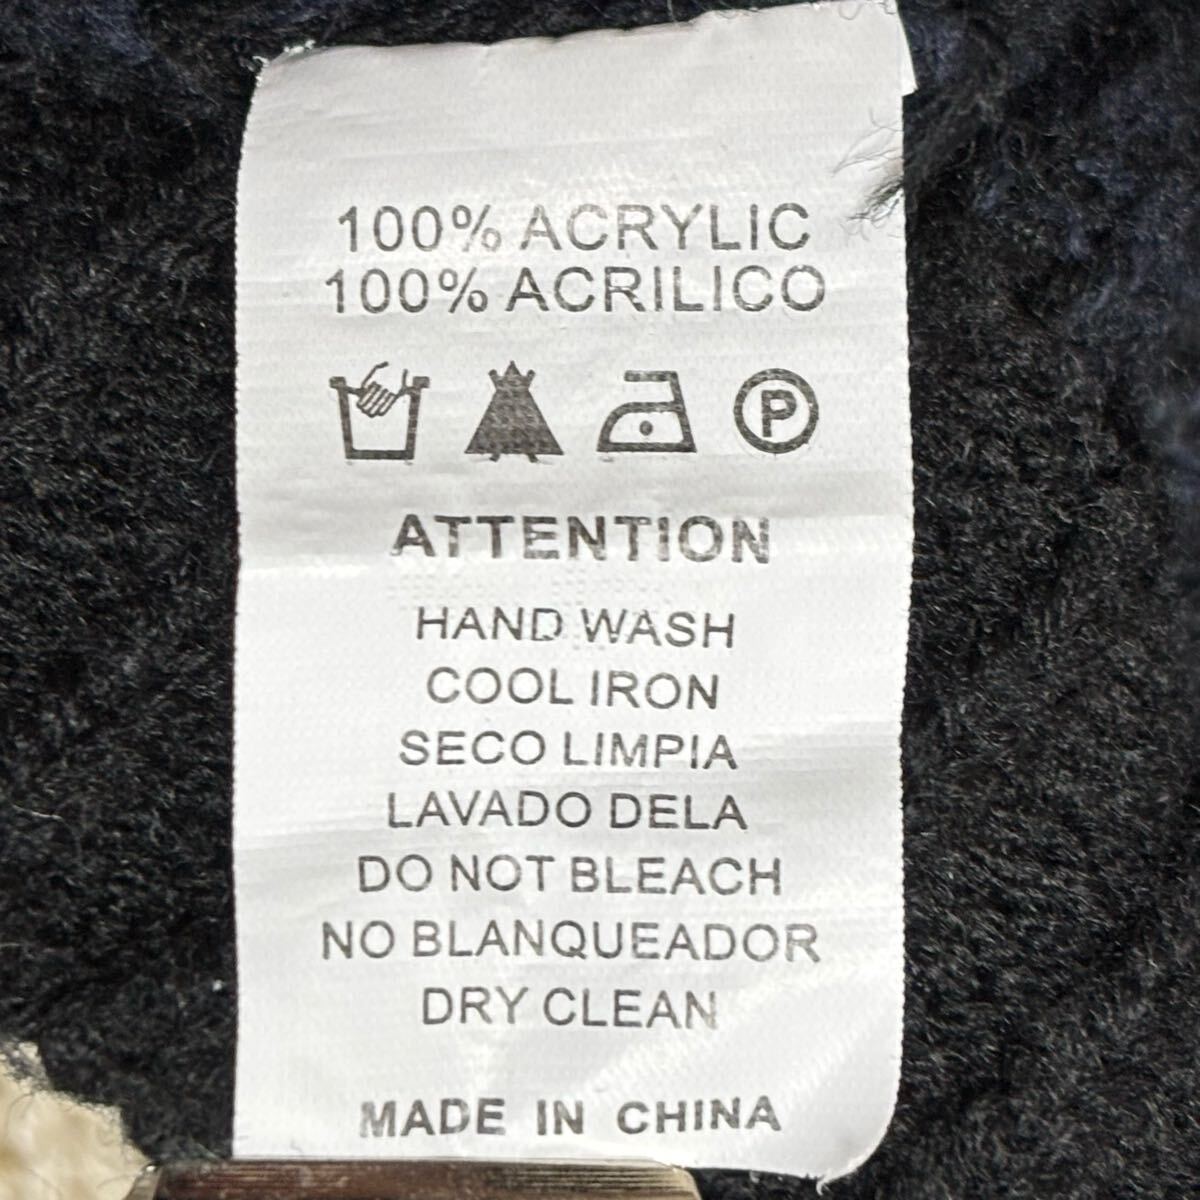 100% ACRYLIC
100% ACRILICO
P
ATTENTION
HAND WASH
COOL IRON
SECO LIMPIA
LAVADO DELA
DO NOT BLEACH
NO BLANQUEADOR
DRY CLEAN
MADE IN CHINA